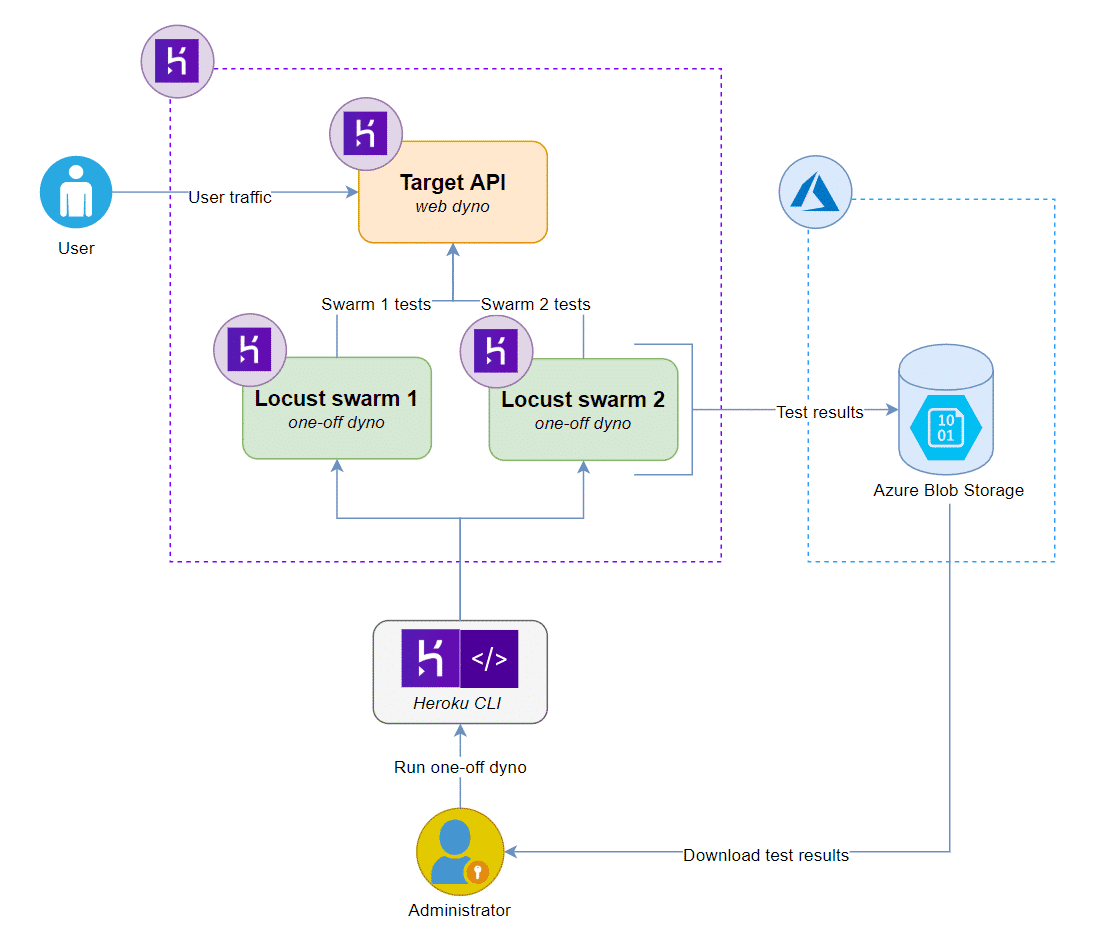 Target API
web dyno
User traffic
User
Swarm 1 tests
Swarm 2 tests
Locust swarm 1
one-off dyno
Locust swarm 2
one-off dyno
Test results
10
01
Azure Blob Storage
</>
Heroku CLI
Run one-off dyno
Download test results
Administrator